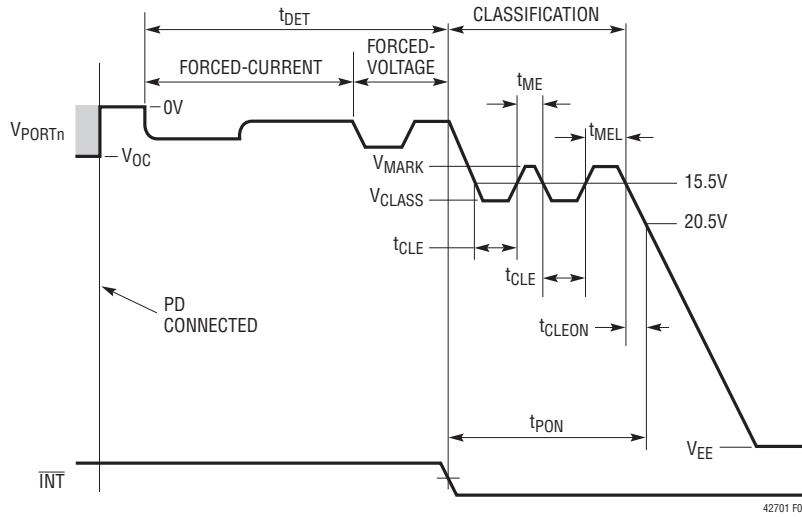 tDET
CLASSIFICATION
FORCED-CURRENT
FORCED-
VOLTAGE
tME
0V
VPORTn
VOC
tMEL
VMARK
15.5V
VCLASS
20.5V
tCLE
tCLE
PD
CONNECTED
tCLEON
tPON
VEE
INT
42701 F0